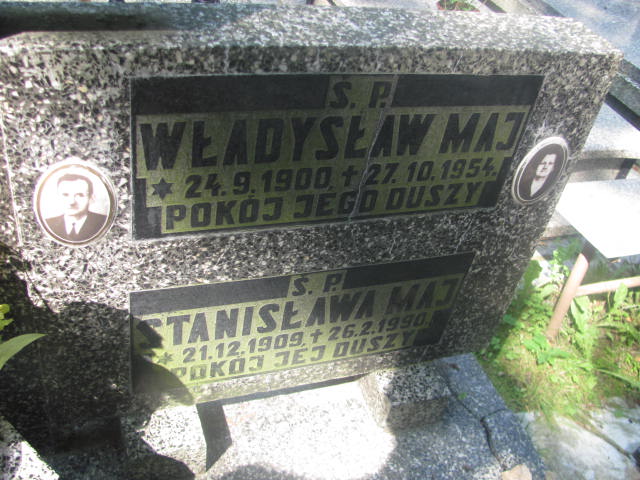 Ś. P.
WŁADYSŁAW MAJ
✶ 24.9.1900. ✝ 27.10.1954.
POKÓJ JEGO DUSZY
Ś. P.
STANISŁAWA MAJ
✶ 21.12.1909. ✝ 26.2.1990.
POKÓJ JEJ DUSZY